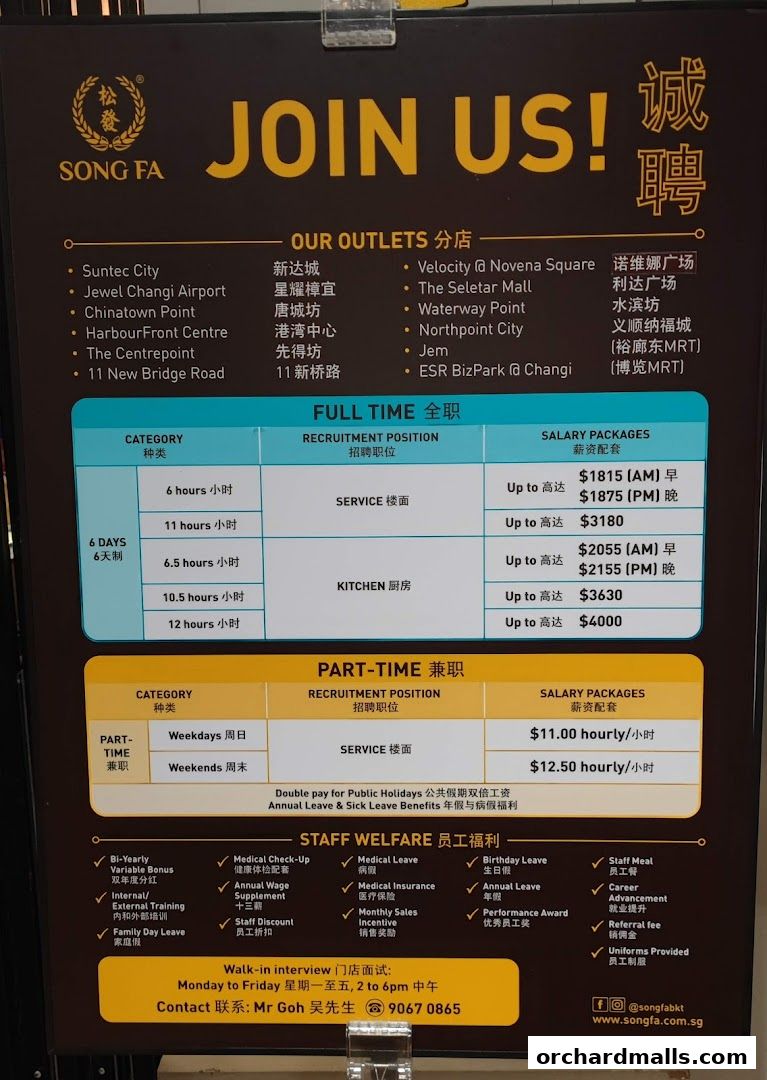 松發®
SONG FA
JOIN US!
诚聘
OUR OUTLETS 分店
• Suntec City 新达城
• Jewel Changi Airport 星耀樟宜
• Chinatown Point 唐城坊
• HarbourFront Centre 港湾中心
• The Centrepoint 先得坊
• 11 New Bridge Road 11 新桥路
• Velocity @ Novena Square 诺维娜广场
• The Seletar Mall 利达广场
• Waterway Point 水滨坊
• Northpoint City 义顺纳福城
• Jem (裕廊东MRT)
• ESR BizPark @ Changi (博览MRT)
FULL TIME 全职
CATEGORY 种类
RECRUITMENT POSITION 招聘职位
SALARY PACKAGES 薪资配套
6 DAYS
6天制
6 hours 小时
SERVICE 楼面
Up to 高达 $1815 (AM) 早
$1875 (PM) 晚
11 hours 小时
Up to 高达 $3180
6.5 hours 小时
KITCHEN 厨房
Up to 高达 $2055 (AM) 早
$2155 (PM) 晚
10.5 hours 小时
Up to 高达 $3630
12 hours 小时
Up to 高达 $4000
PART-TIME 兼职
CATEGORY 种类
RECRUITMENT POSITION 招聘职位
SALARY PACKAGES 薪资配套
PART-
TIME
兼职
Weekdays 周日
SERVICE 楼面
$11.00 hourly/小时
Weekends 周末
$12.50 hourly/小时
Double pay for Public Holidays 公共假期双倍工资
Annual Leave & Sick Leave Benefits 年假与病假福利
STAFF WELFARE 员工福利
Bi-Yearly
Variable Bonus
双年度分红
Internal/
External Training
内和外部培训
Family Day Leave
家庭假
Medical Check-Up
健康体检配套
Annual Wage
Supplement
十三薪
Staff Discount
员工折扣
Medical Leave
病假
Medical Insurance
医疗保险
Monthly Sales
Incentive
销售奖励
Birthday Leave
生日假
Annual Leave
年假
Performance Award
优秀员工奖
Staff Meal
员工餐
Career
Advancement
就业提升
Referral fee
销佣金
Uniforms Provided
员工制服
Walk-in interview 门店面试:
Monday to Friday 星期一至五, 2 to 6pm 中午
Contact 联系: Mr Goh 吴先生 ☎ 9067 0865
@songfabkt
www.songfa.com.sg
orchardmalls.com